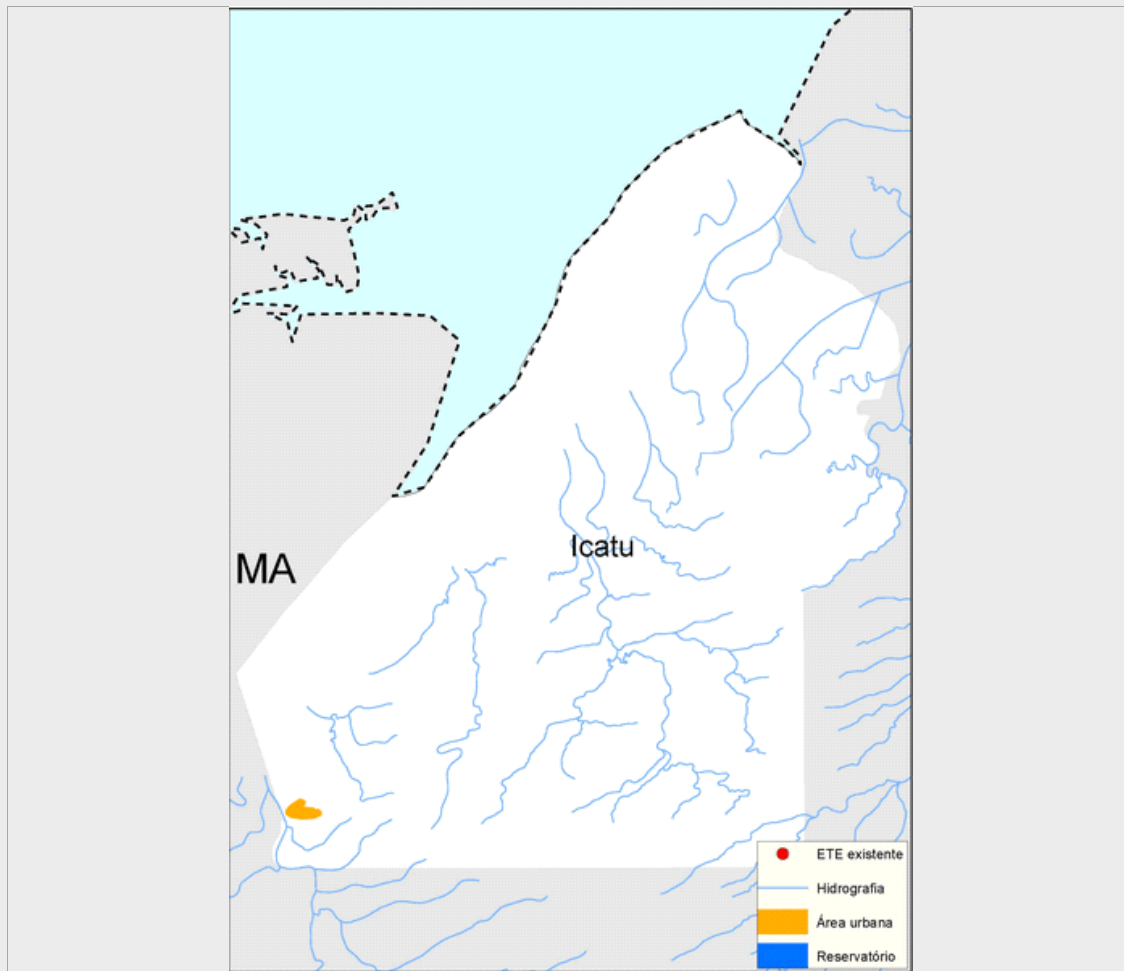 Icatu
MA
ETE existente
Hidrografia
Área urbana
Reservatório